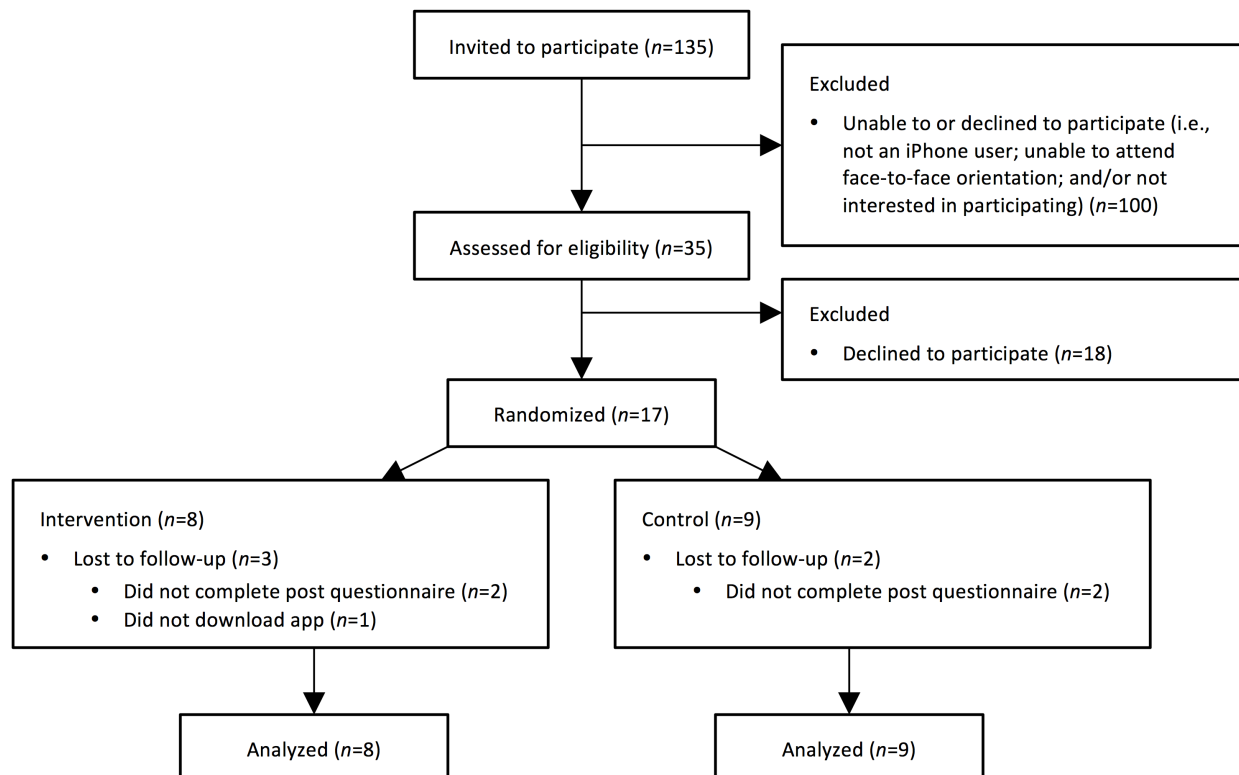 Invited to participate (n=135)
Excluded
• Unable to or declined to participate (i.e.,
not an iPhone user; unable to attend
face-to-face orientation; and/or not
interested in participating) (n=100)
Assessed for eligibility (n=35)
Excluded
• Declined to participate (n=18)
Randomized (n=17)
Intervention (n=8)
• Lost to follow-up (n=3)
• Did not complete post questionnaire (n=2)
• Did not download app (n=1)
Control (n=9)
• Lost to follow-up (n=2)
• Did not complete post questionnaire (n=2)
Analyzed (n=8)
Analyzed (n=9)